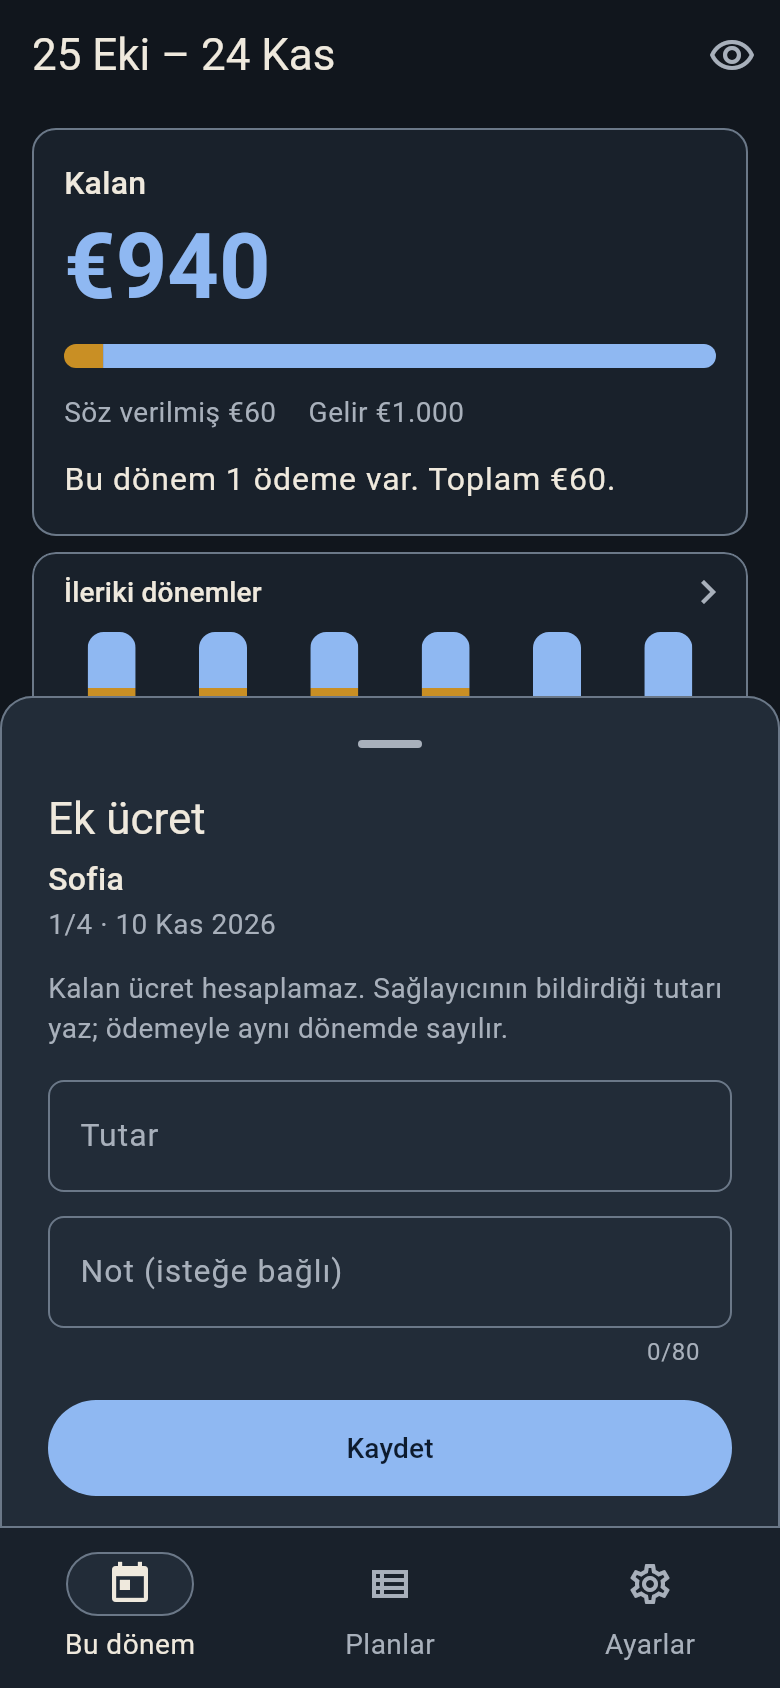 25 Eki – 24 Kas
Kalan
€940
Söz verilmiş €60 Gelir €1.000
Bu dönem 1 ödeme var. Toplam €60.
İleriki dönemler
Ek ücret
Sofia
1/4 · 10 Kas 2026
Kalan ücret hesaplamaz. Sağlayıcının bildirdiği tutarı
yaz; ödemeyle aynı dönemde sayılır.
Tutar
Not (isteğe bağlı)
0/80
Kaydet
Bu dönem Planlar Ayarlar